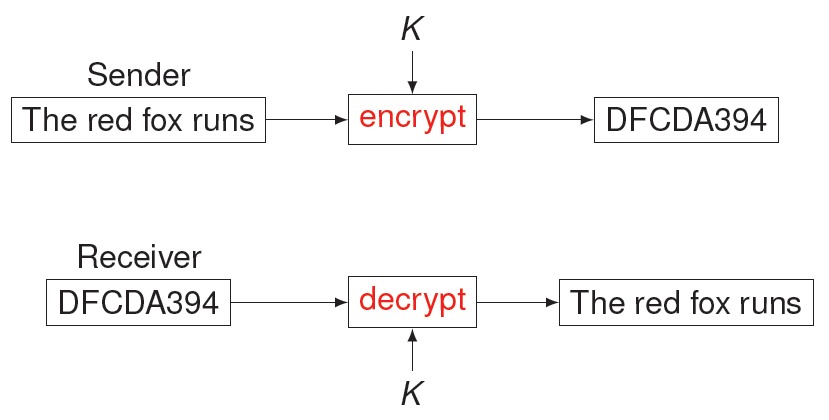 K
Sender
The red fox runs
encrypt
DFCDA394
Receiver
DFCDA394
decrypt
The red fox runs
K